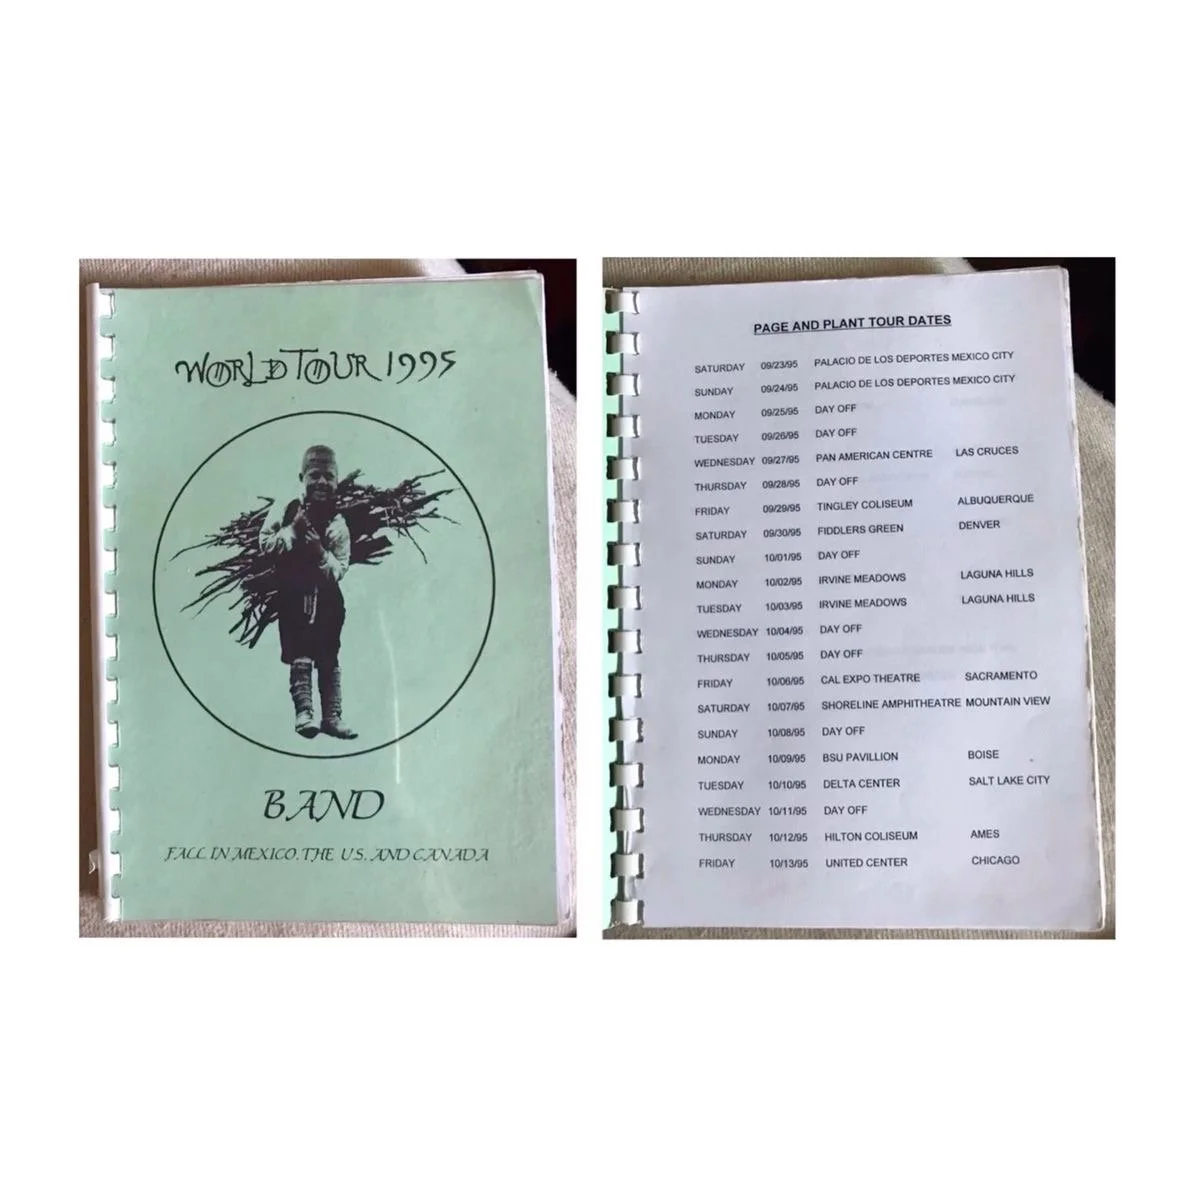 WORLD TOUR 1995
BAND
FALL IN MEXICO, THE U.S. AND CANADA
PAGE AND PLANT TOUR DATES
SATURDAY 09/23/95 PALACIO DE LOS DEPORTES MEXICO CITY
SUNDAY 09/24/95 PALACIO DE LOS DEPORTES MEXICO CITY
MONDAY 09/25/95 DAY OFF
TUESDAY 09/26/95 DAY OFF
WEDNESDAY 09/27/95 PAN AMERICAN CENTRE LAS CRUCES
THURSDAY 09/28/95 DAY OFF
FRIDAY 09/29/95 TINGLEY COLISEUM ALBUQUERQUE
SATURDAY 09/30/95 FIDDLERS GREEN DENVER
SUNDAY 10/01/95 DAY OFF
MONDAY 10/02/95 IRVINE MEADOWS LAGUNA HILLS
TUESDAY 10/03/95 IRVINE MEADOWS LAGUNA HILLS
WEDNESDAY 10/04/95 DAY OFF
THURSDAY 10/05/95 DAY OFF
FRIDAY 10/06/95 CAL EXPO THEATRE SACRAMENTO
SATURDAY 10/07/95 SHORELINE AMPHITHEATRE MOUNTAIN VIEW
SUNDAY 10/08/95 DAY OFF
MONDAY 10/09/95 BSU PAVILLION BOISE
TUESDAY 10/10/95 DELTA CENTER SALT LAKE CITY
WEDNESDAY 10/11/95 DAY OFF
THURSDAY 10/12/95 HILTON COLISEUM AMES
FRIDAY 10/13/95 UNITED CENTER CHICAGO